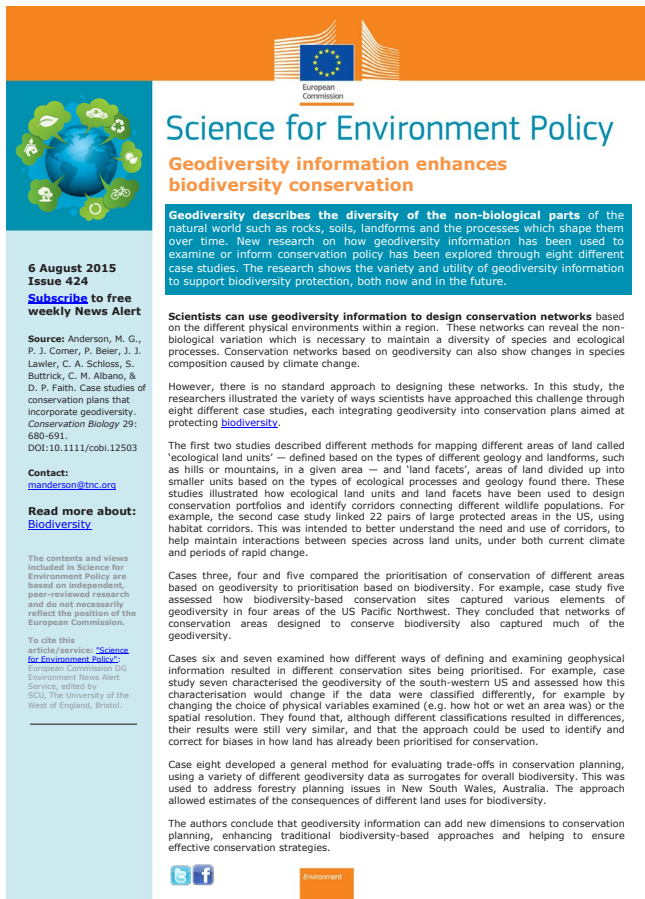 European
Commission
Science for Environment Policy
Geodiversity information enhances
biodiversity conservation
Geodiversity describes the diversity of the non-biological parts of the
natural world such as rocks, soils, landforms and the processes which shape them
over time. New research on how geodiversity information has been used to
examine or inform conservation policy has been explored through eight different
case studies. The research shows the variety and utility of geodiversity information
to support biodiversity protection, both now and in the future.
6 August 2015
Issue 424
Subscribe to free
weekly News Alert
Source: Anderson, M. G.,
P. J. Comer, P. Beier, J. J.
Lawler, C. A. Schloss, S.
Buttrick, C. M. Albano, &
D. P. Faith. Case studies of
conservation plans that
incorporate geodiversity.
Conservation Biology 29:
680-691.
DOI:10.1111/cobi.12503
Contact:
manderson@tnc.org
Read more about:
Biodiversity
The contents and views
included in Science for
Environment Policy are
based on independent,
peer-reviewed research
and do not necessarily
reflect the position of the
European Commission.
To cite this
article/service: "Science
for Environment Policy":
European Commission DG
Environment News Alert
Service, edited by
SCU, The University of the
West of England, Bristol.
Scientists can use geodiversity information to design conservation networks based
on the different physical environments within a region. These networks can reveal the non-
biological variation which is necessary to maintain a diversity of species and ecological
processes. Conservation networks based on geodiversity can also show changes in species
composition caused by climate change.
However, there is no standard approach to designing these networks. In this study, the
researchers illustrated the variety of ways scientists have approached this challenge through
eight different case studies, each integrating geodiversity into conservation plans aimed at
protecting biodiversity.
The first two studies described different methods for mapping different areas of land called
‘ecological land units’ — defined based on the types of different geology and landforms, such
as hills or mountains, in a given area — and ‘land facets’, areas of land divided up into
smaller units based on the types of ecological processes and geology found there. These
studies illustrated how ecological land units and land facets have been used to design
conservation portfolios and identify corridors connecting different wildlife populations. For
example, the second case study linked 22 pairs of large protected areas in the US, using
habitat corridors. This was intended to better understand the need and use of corridors, to
help maintain interactions between species across land units, under both current climate
and periods of rapid change.
Cases three, four and five compared the prioritisation of conservation of different areas
based on geodiversity to prioritisation based on biodiversity. For example, case study five
assessed how biodiversity-based conservation sites captured various elements of
geodiversity in four areas of the US Pacific Northwest. They concluded that networks of
conservation areas designed to conserve biodiversity also captured much of the
geodiversity.
Cases six and seven examined how different ways of defining and examining geophysical
information resulted in different conservation sites being prioritised. For example, case
study seven characterised the geodiversity of the south-western US and assessed how this
characterisation would change if the data were classified differently, for example by
changing the choice of physical variables examined (e.g. how hot or wet an area was) or the
spatial resolution. They found that, although different classifications resulted in differences,
their results were still very similar, and that the approach could be used to identify and
correct for biases in how land has already been prioritised for conservation.
Case eight developed a general method for evaluating trade-offs in conservation planning,
using a variety of different geodiversity data as surrogates for overall biodiversity. This was
used to address forestry planning issues in New South Wales, Australia. The approach
allowed estimates of the consequences of different land uses for biodiversity.
The authors conclude that geodiversity information can add new dimensions to conservation
planning, enhancing traditional biodiversity-based approaches and helping to ensure
effective conservation strategies.
Environment